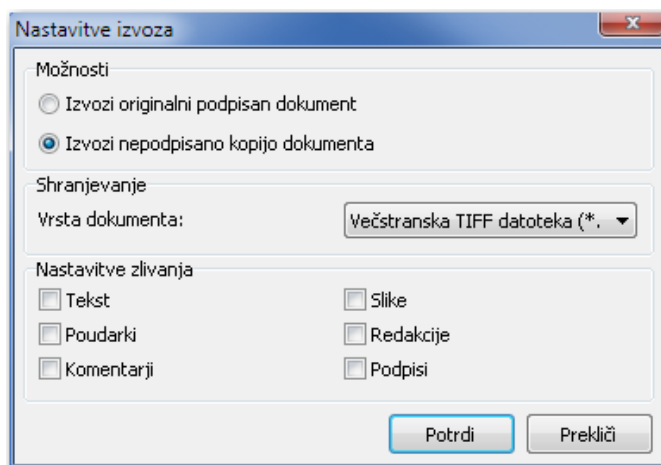 Nastavitve izvoza
Možnosti
Izvozi originalni podpisan dokument
Izvozi nepodpisano kopijo dokumenta
Shranjevanje
Vrsta dokumenta: Večstranska TIFF datoteka (*.
Nastavitve zlivanja
Tekst Slike
Poudarki Redakcije
Komentarji Podpisi
Potrdi Prekliči